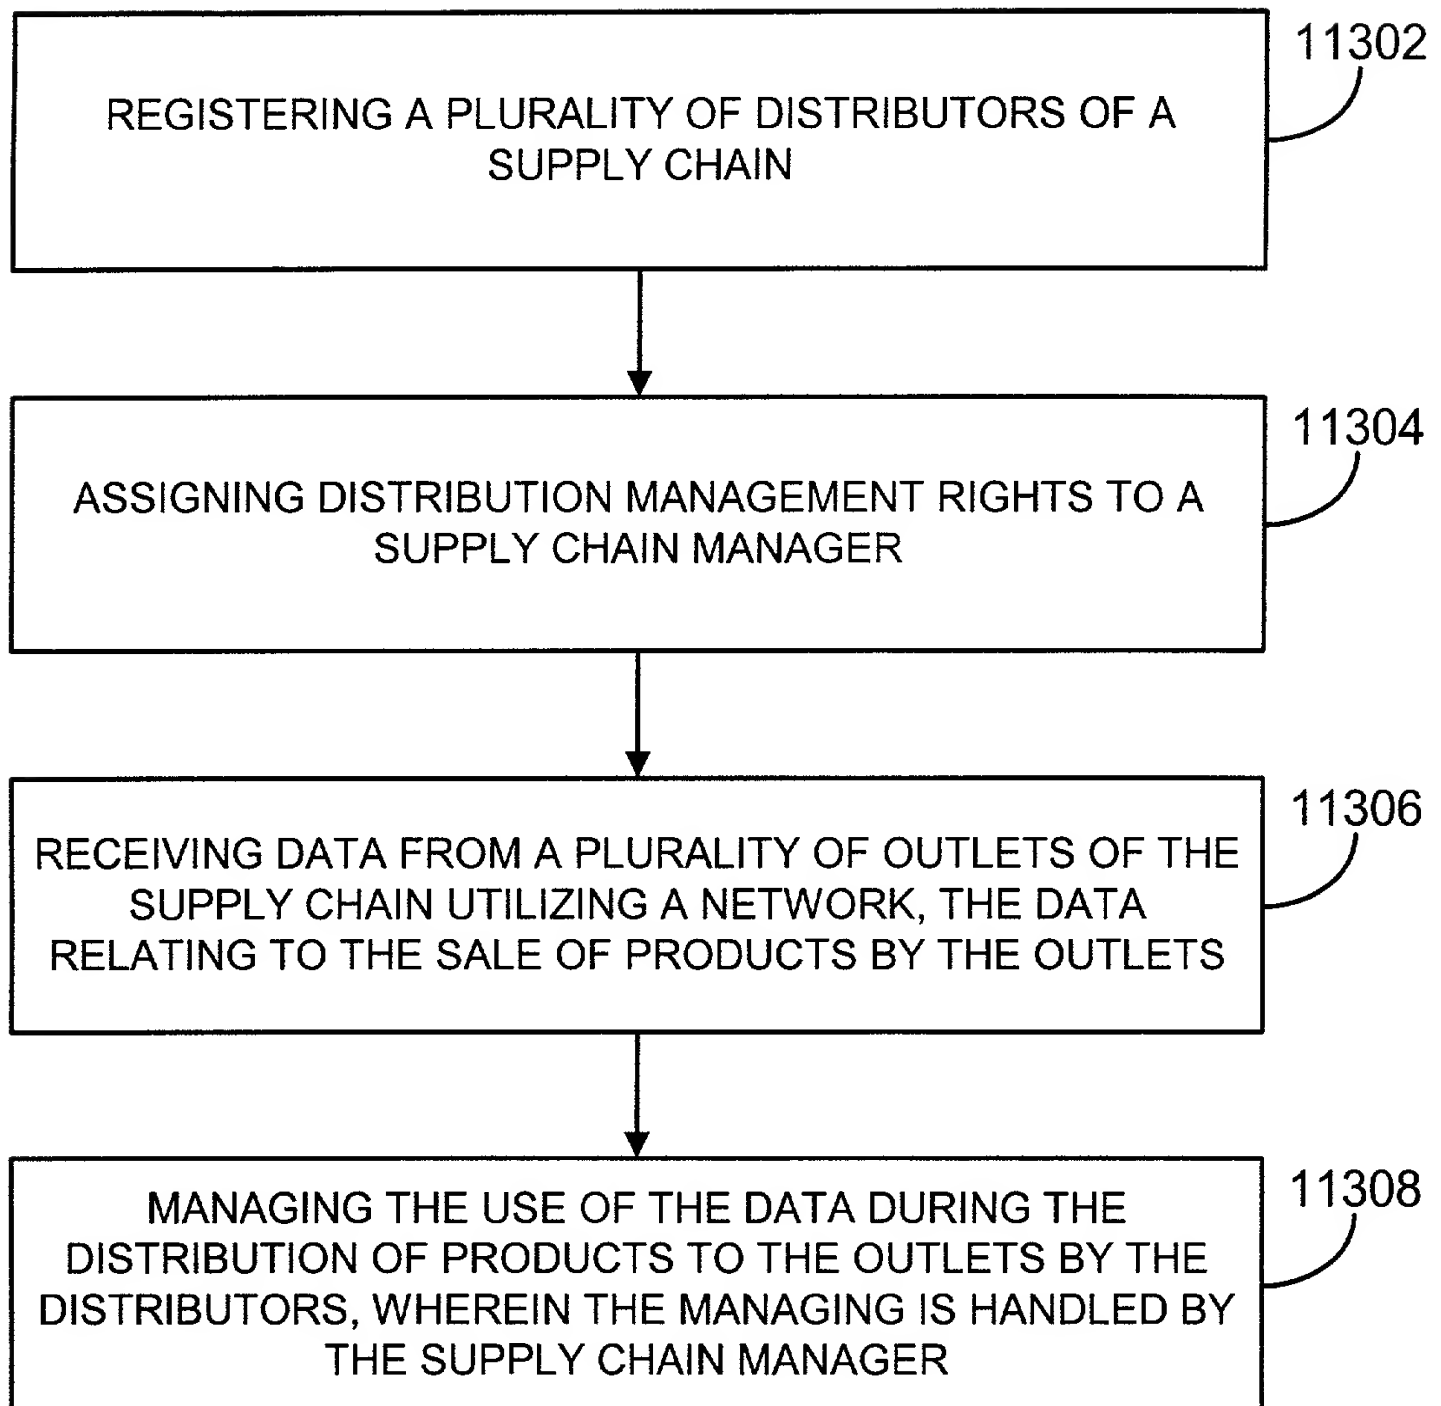 11302
REGISTERING A PLURALITY OF DISTRIBUTORS OF A
SUPPLY CHAIN
11304
ASSIGNING DISTRIBUTION MANAGEMENT RIGHTS TO A
SUPPLY CHAIN MANAGER
11306
RECEIVING DATA FROM A PLURALITY OF OUTLETS OF THE
SUPPLY CHAIN UTILIZING A NETWORK, THE DATA
RELATING TO THE SALE OF PRODUCTS BY THE OUTLETS
11308
MANAGING THE USE OF THE DATA DURING THE
DISTRIBUTION OF PRODUCTS TO THE OUTLETS BY THE
DISTRIBUTORS, WHEREIN THE MANAGING IS HANDLED BY
THE SUPPLY CHAIN MANAGER